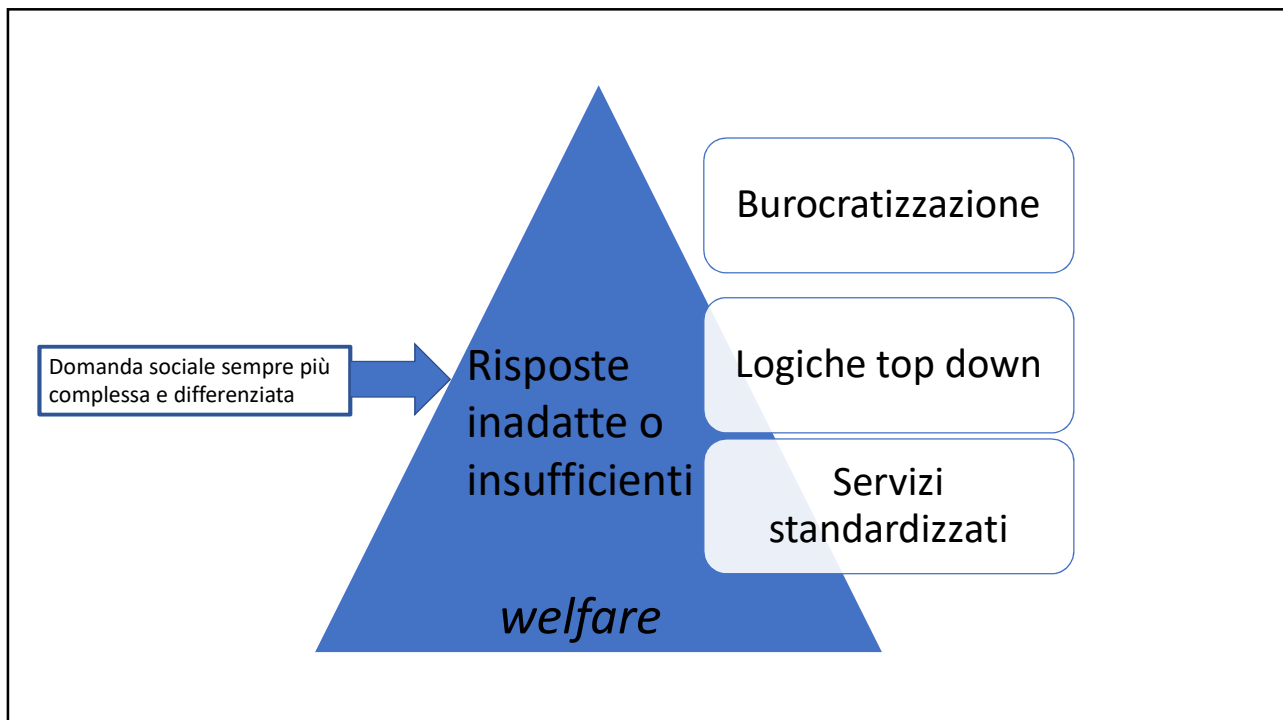 Burocratizzazione
Domanda sociale sempre più
complessa e differenziata
Risposte
inadatte o
insufficienti
Logiche top down
Servizi
standardizzati
welfare